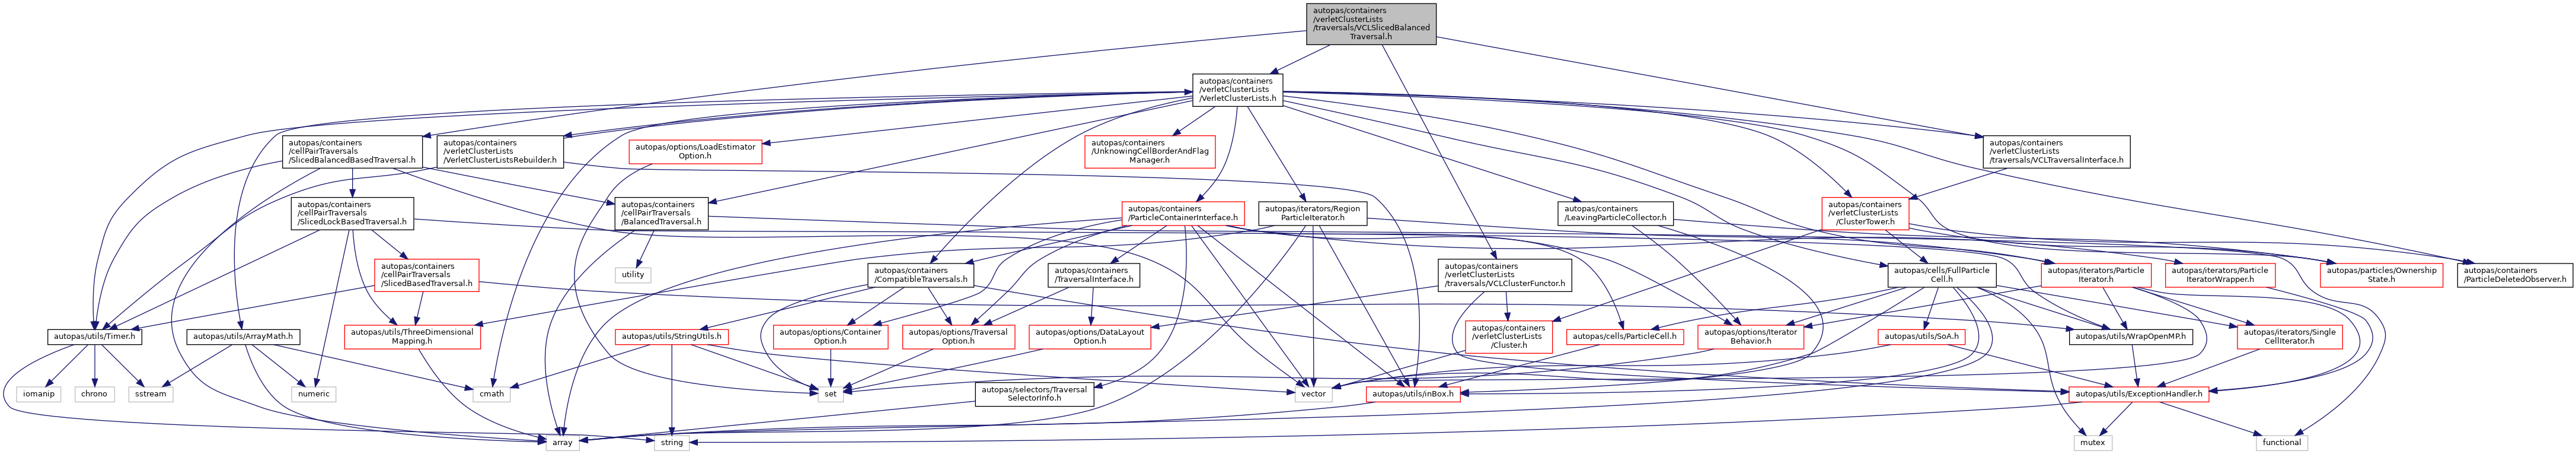 autopas/containers
/verletClusterLists
/traversals/VCLSlicedBalanced
Traversal.h
autopas/containers
/verletClusterLists
/VerletClusterLists.h
autopas/containers
/cellPairTraversals
/SlicedBalancedBasedTraversal.h
autopas/containers
/verletClusterLists
/VerletClusterListsRebuilder.h
autopas/options/LoadEstimator
Option.h
autopas/containers
/UnknowingCellBorderAndFlag
Manager.h
autopas/containers
/verletClusterLists
/traversals/VCLTraversalInterface.h
autopas/containers
/cellPairTraversals
/SlicedLockBasedTraversal.h
autopas/containers
/cellPairTraversals
/BalancedTraversal.h
autopas/containers
/ParticleContainerInterface.h
autopas/iterators/Region
ParticleIterator.h
autopas/containers
/LeavingParticleCollector.h
autopas/containers
/verletClusterLists
/ClusterTower.h
autopas/containers
/cellPairTraversals
/SlicedBasedTraversal.h
utility
autopas/containers
/CompatibleTraversals.h
autopas/containers
/TraversalInterface.h
autopas/containers
/verletClusterLists
/traversals/VCLClusterFunctor.h
autopas/cells/FullParticle
Cell.h
autopas/iterators/Particle
Iterator.h
autopas/iterators/Particle
IteratorWrapper.h
autopas/particles/Ownership
State.h
autopas/containers
/ParticleDeletedObserver.h
autopas/utils/Timer.h
autopas/utils/ArrayMath.h
autopas/utils/ThreeDimensional
Mapping.h
autopas/utils/StringUtils.h
autopas/options/Container
Option.h
autopas/options/Traversal
Option.h
autopas/options/DataLayout
Option.h
autopas/containers
/verletClusterLists
/Cluster.h
autopas/cells/ParticleCell.h
autopas/options/Iterator
Behavior.h
autopas/utils/SoA.h
autopas/utils/WrapOpenMP.h
autopas/iterators/Single
CellIterator.h
iomanip
chrono
sstream
numeric
cmath
set
autopas/selectors/Traversal
SelectorInfo.h
vector
autopas/utils/inBox.h
autopas/utils/ExceptionHandler.h
array
string
mutex
functional